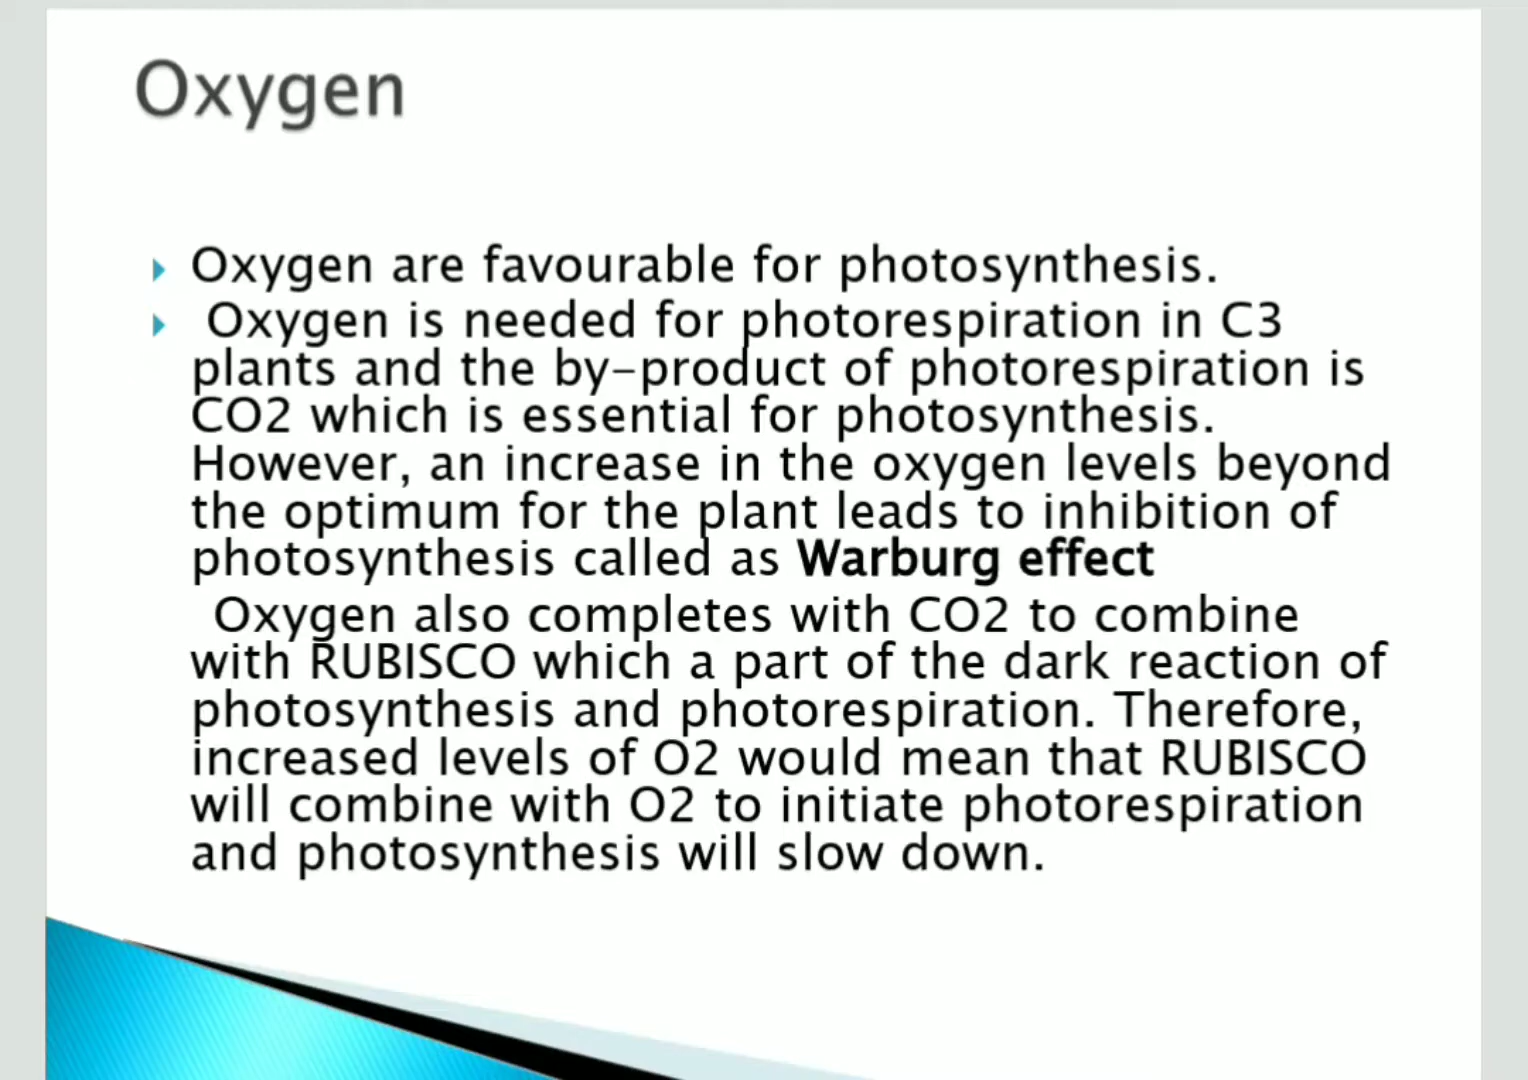 Oxygen
Oxygen are favourable for photosynthesis.
Oxygen is needed for photorespiration in C3
plants and the by-product of photorespiration is
CO2 which is essential for photosynthesis.
However, an increase in the oxygen levels beyond
the optimum for the plant leads to inhibition of
photosynthesis called as Warburg effect
Oxygen also completes with CO2 to combine
with RUBISCO which a part of the dark reaction of
photosynthesis and photorespiration. Therefore,
increased levels of O2 would mean that RUBISCO
will combine with O2 to initiate photorespiration
and photosynthesis will slow down.